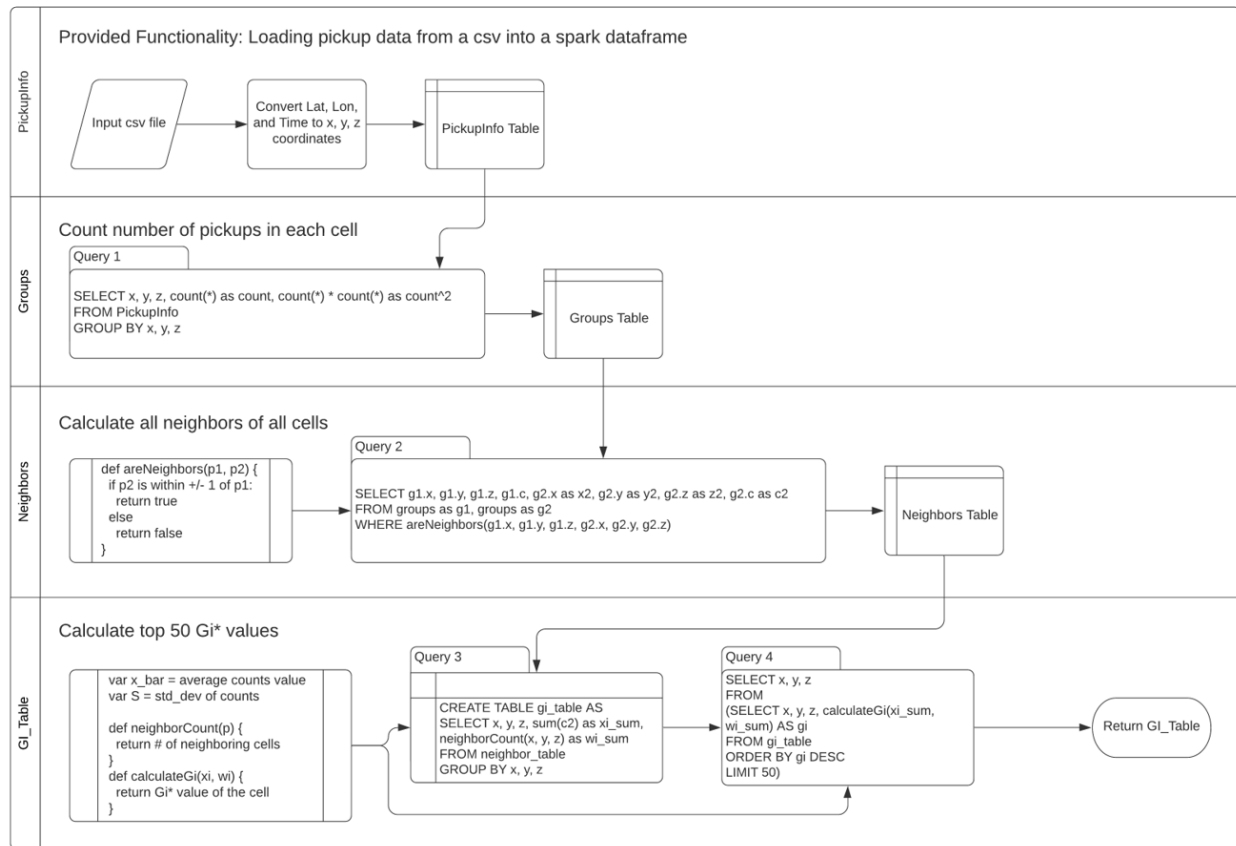 PickupInfo
Provided Functionality: Loading pickup data from a csv into a spark dataframe
Input csv file
Convert Lat, Lon,
and Time to x, y, z
coordinates
PickupInfo Table
Groups
Count number of pickups in each cell
Query 1
SELECT x, y, z, count(*) as count, count(*) * count(*) as count^2
FROM PickupInfo
GROUP BY x, y, z
Groups Table
Neighbors
Calculate all neighbors of all cells
def areNeighbors(p1, p2) {
if p2 is within +/- 1 of p1:
return true
else
return false
}
Query 2
SELECT g1.x, g1.y, g1.z, g1.c, g2.x as x2, g2.y as y2, g2.z as z2, g2.c as c2
FROM groups as g1, groups as g2
WHERE areNeighbors(g1.x, g1.y, g1.z, g2.x, g2.y, g2.z)
Neighbors Table
GI_Table
Calculate top 50 Gi* values
var x_bar = average counts value
var S = std_dev of counts
def neighborCount(p) {
return # of neighboring cells
}
def calculateGi(xi, wi) {
return Gi* value of the cell
}
Query 3
CREATE TABLE gi_table AS
SELECT x, y, z, sum(c2) as xi_sum,
neighborCount(x, y, z) as wi_sum
FROM neighbor_table
GROUP BY x, y, z
Query 4
SELECT x, y, z
FROM
(SELECT x, y, z, calculateGi(xi_sum,
wi_sum) AS gi
FROM gi_table
ORDER BY gi DESC
LIMIT 50)
Return GI_Table